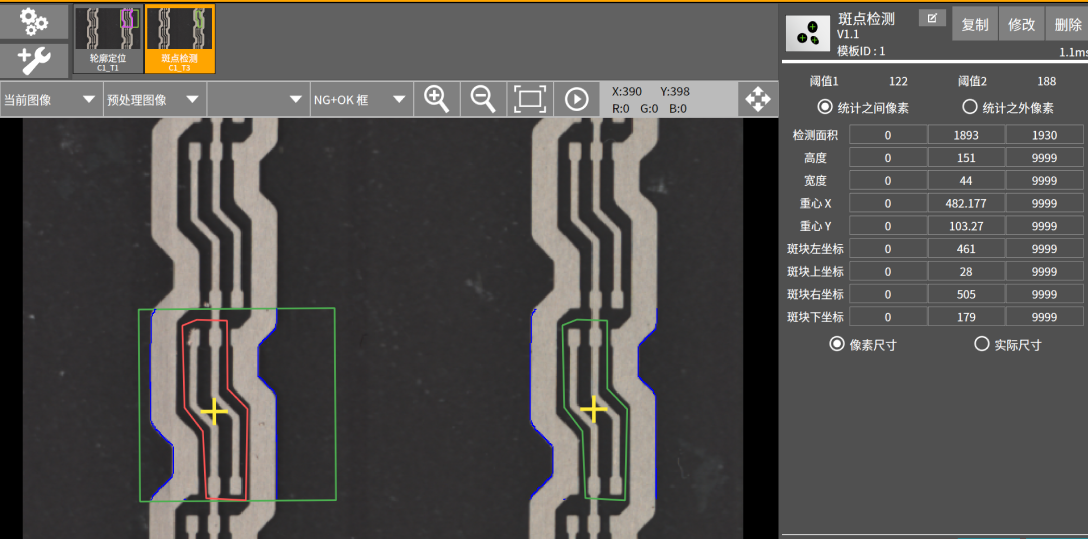 轮廓定位
C1_T1
斑点检测
C1_T3
当前图像
预处理图像
NG+OK 框
X:390 Y:398
R:0 G:0 B:0
斑点检测
V1.1
模板ID : 1
复制
修改
删除
1.1ms
阈值1 122 阈值2 188
统计之间像素 统计之外像素
检测面积 0 1893 1930
高度 0 151 9999
宽度 0 44 9999
重心 X 0 482.177 9999
重心 Y 0 103.27 9999
斑块左坐标 0 461 9999
斑块上坐标 0 28 9999
斑块右坐标 0 505 9999
斑块下坐标 0 179 9999
像素尺寸 实际尺寸